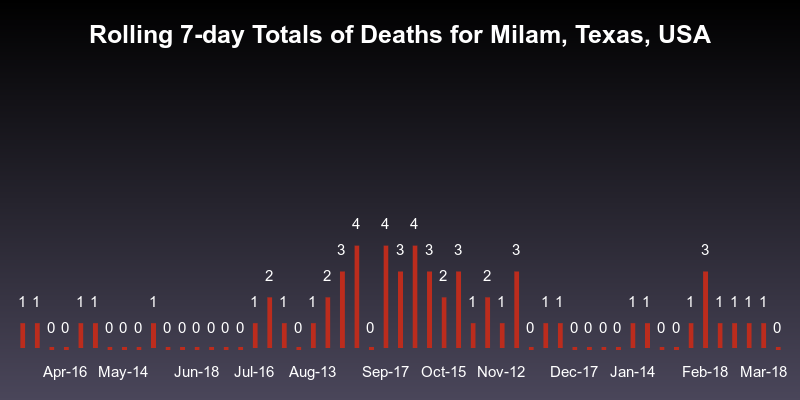 Rolling 7-day Totals of Deaths for Milam, Texas, USA
1 1 0 0 1 1 0 0 0 1 0 0 0 0 0 0 1 2 1 0 1 2 3 4 0 4 3 4 3 2 3 1 2 1 3 0 1 1 0 0 0 0 1 1 0 0 1 3 1 1 1 1 0
Apr-16 May-14 Jun-18 Jul-16 Aug-13 Sep-17 Oct-15 Nov-12 Dec-17 Jan-14 Feb-18 Mar-18